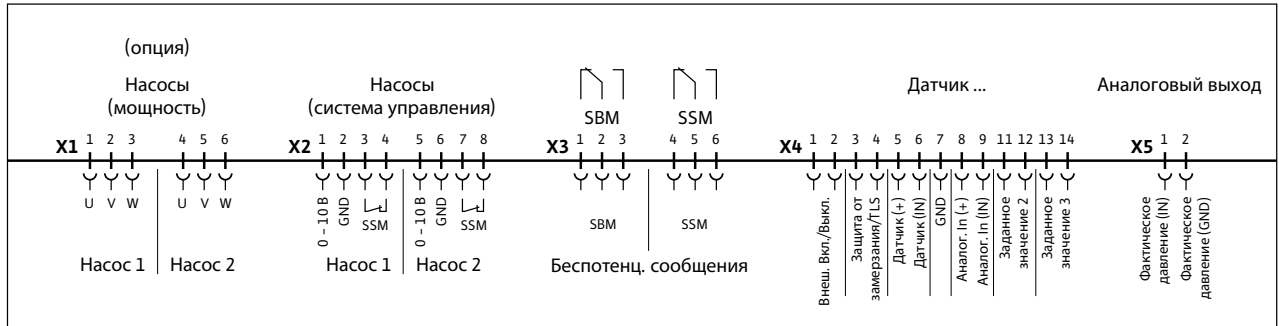 (опция)
Насосы
(мощность)
Насосы
(система управления)
SBM
SSM
Датчик ...
Аналоговый выход
X1 1 2 3 4 5 6
X2 1 2 3 4 5 6 7 8
X3 1 2 3 4 5 6
X4 1 2 3 4 5 6 7 8 9 11 12 13 14
X5 1 2
U V W U V W
0 – 10 В
GND
SSM
0 – 10 В
GND
SSM
SBM
SSM
Внеш. Вкл./Выкл.
Защита от
замерзания/TLS
Датчик (+)
Датчик (IN)
GND
Аналог. In (+)
Аналог. In (IN)
Заданное
значение 2
Заданное
значение 3
Фактическое
давление (IN)
Фактическое
давление (GND)
Насос 1
Насос 2
Насос 1
Насос 2
Беспотенц. сообщения